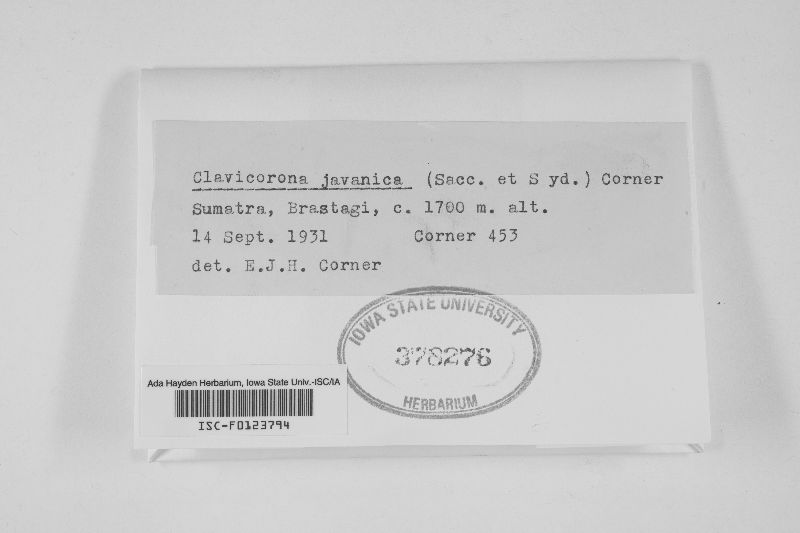 Clavicorona javanica (Sacc. et S yd.) Corner
Sumatra, Brastagi, c. 1700 m. alt.
14 Sept. 1931 Corner 453
det. E.J.H. Corner
IOWA STATE UNIVERSITY
378276
HERBARIUM
Ada Hayden Herbarium, Iowa State Univ.-ISC/IA
ISC-F0123794